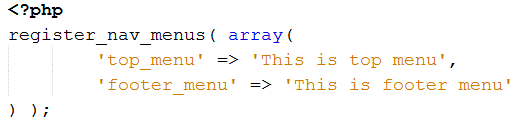 <?php
register_nav_menus( array(
'top_menu' => 'This is top menu',
'footer_menu' => 'This is footer menu'
) );